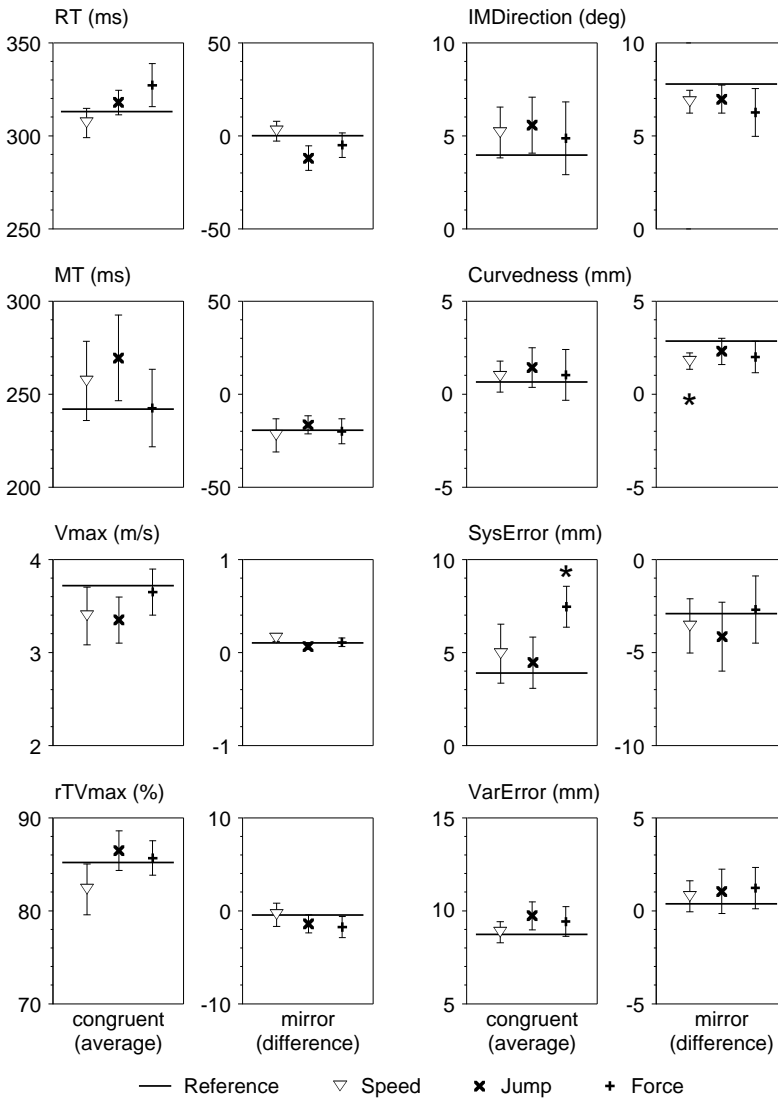 RT (ms)
IMDirection (deg)
350
300
250
50
0
-50
10
5
0
10
5
0
MT (ms)
Curvedness (mm)
300
250
200
50
0
-50
5
0
-5
5
0
-5
*
Vmax (m/s)
SysError (mm)
4
3
2
1
0
-1
10
5
0
*
0
-5
-10
rTVmax (%)
VarError (mm)
90
80
70
10
0
-10
15
10
5
5
0
-5
congruent
(average)
mirror
(difference)
congruent
(average)
mirror
(difference)
Reference
Speed
Jump
Force